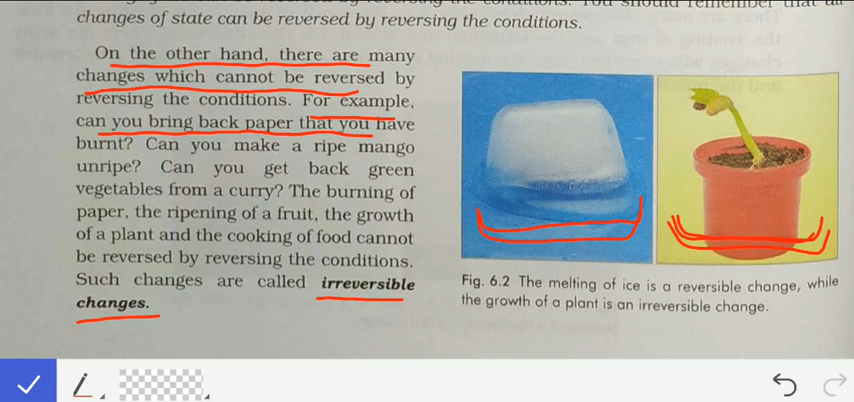 changes of state can be reversed by reversing the conditions.
On the other hand, there are many
changes which cannot be reversed by
reversing the conditions. For example,
can you bring back paper that you have
burnt? Can you make a ripe mango
unripe? Can you get back green
vegetables from a curry? The burning of
paper, the ripening of a fruit, the growth
of a plant and the cooking of food cannot
be reversed by reversing the conditions.
Such changes are called irreversible
changes.
Fig. 6.2 The melting of ice is a reversible change, while
the growth of a plant is an irreversible change.